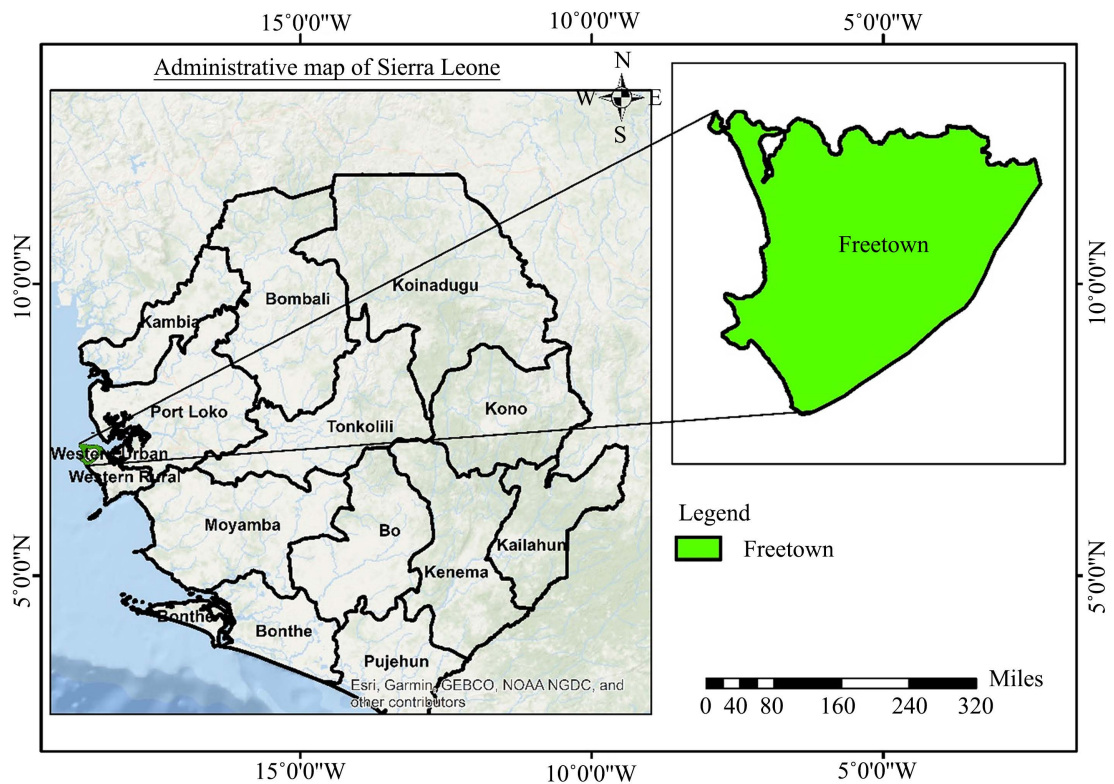 15°0'0"W 10°0'0"W 5°0'0"W
Administrative map of Sierra Leone
N
W E
S
10°0'0"N
5°0'0"N
10°0'0"N
5°0'0"N
Koinadugu
Bombali
Kambia
Port Loko
Kono
Tonkolili
Western Urban
Western Rural
Moyamba
Bo
Kailahun
Kenema
Bonthe
Bonthe
Pujehun
Esri, Garmin, GEBCO, NOAA NGDC, and
other contributors
Freetown
Legend
Freetown
Miles
0 40 80 160 240 320
15°0'0"W 10°0'0"W 5°0'0"W